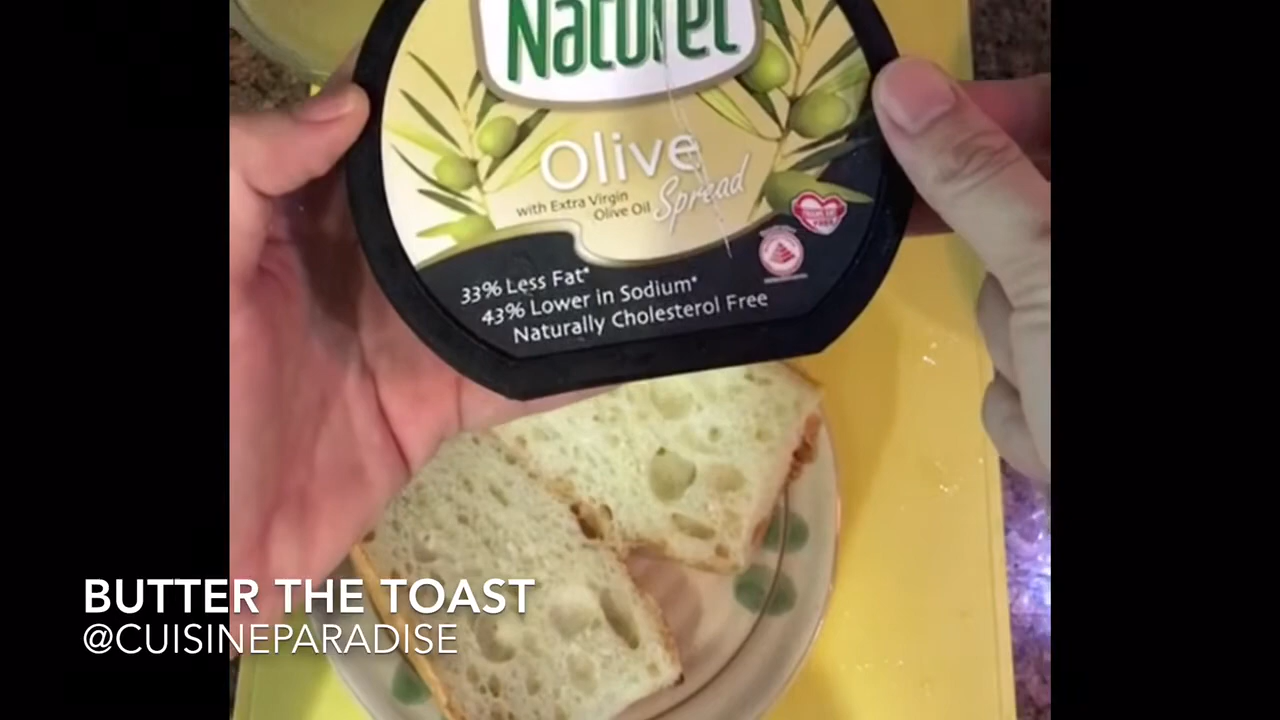 Naturel
Olive
Spread
with Extra Virgin
Olive Oil
33% Less Fat*
43% Lower in Sodium*
Naturally Cholesterol Free
BUTTER THE TOAST
@CUISINEPARADISE